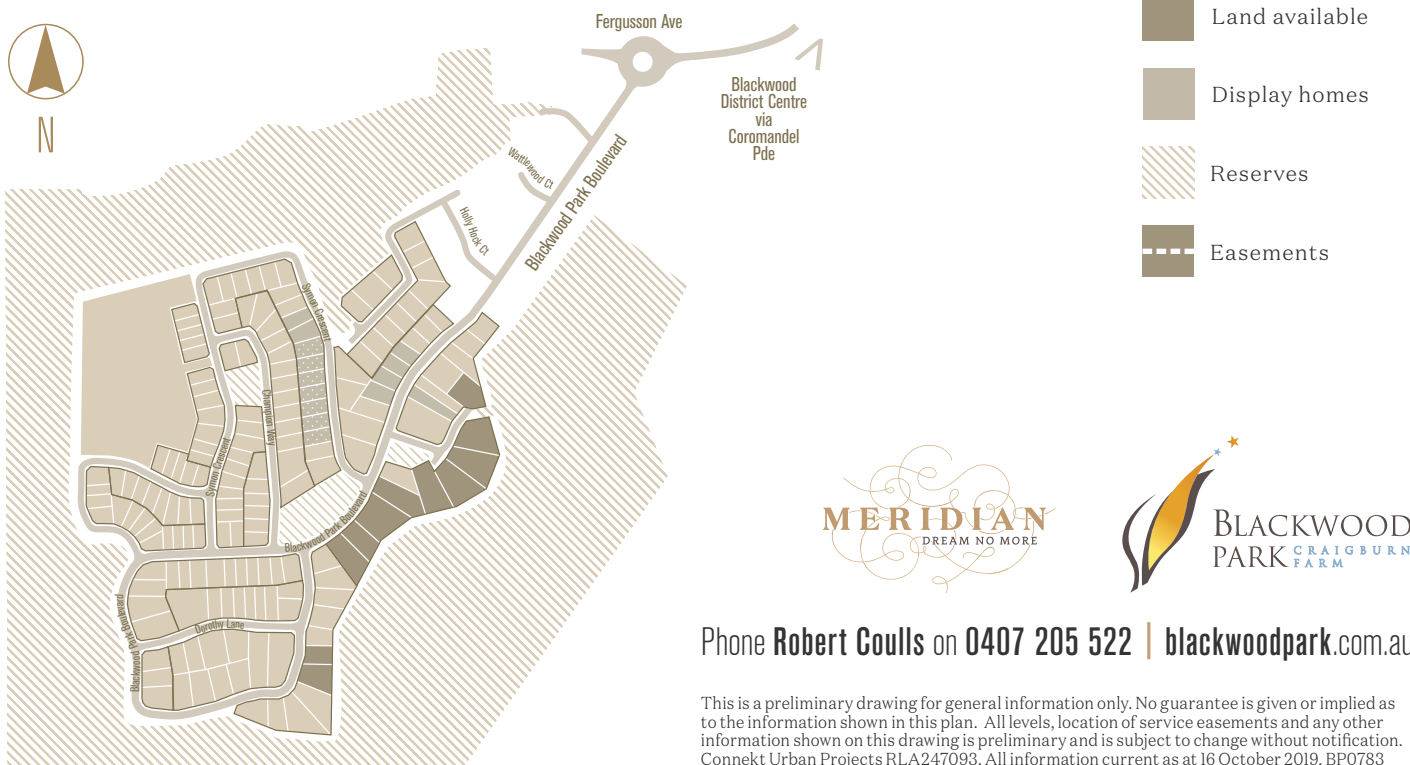 Fergusson Ave
N
Blackwood
District Centre
via
Coromandel
Pde
Wattlewood Ct
Blackwood Park Boulevard
Holly Hock Ct
Symon Crescent
Champion Way
Symon Crescent
Blackwood Park Boulevard
Blackwood Park Boulevard
Dorothy Lane
Land available
Display homes
Reserves
Easements
MERIDIAN
DREAM NO MORE
BLACKWOOD
PARK CRAIGBURN
FARM
Phone Robert Coulls on 0407 205 522 | blackwoodpark.com.au
This is a preliminary drawing for general information only. No guarantee is given or implied as
to the information shown in this plan. All levels, location of service easements and any other
information shown on this drawing is preliminary and is subject to change without notification.
Connekt Urban Projects RLA247093. All information current as at 16 October 2019. BP0783